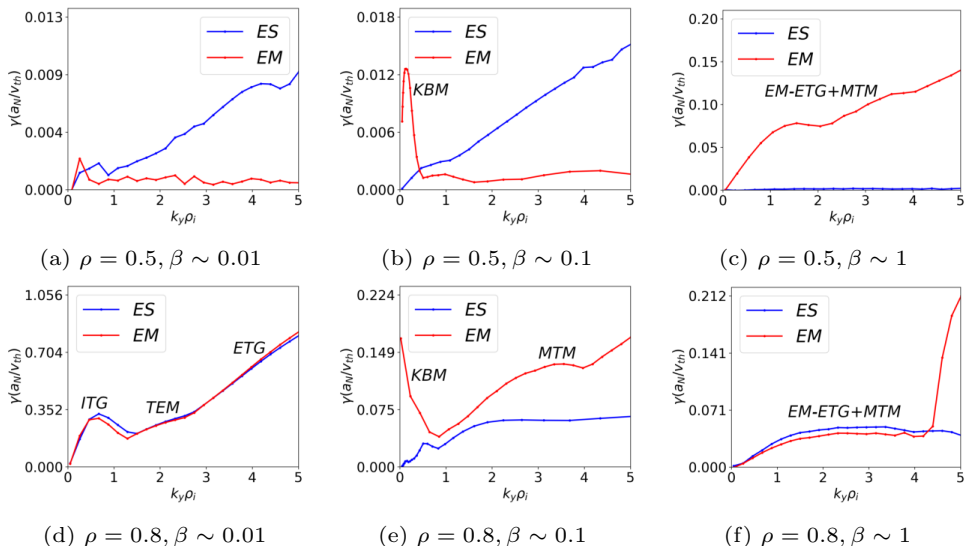 0.013
0.009
0.004
0.000
γ(a_N/v_th)
ES
EM
0 1 2 3 4 5
k_yρ_i
(a) ρ = 0.5, β ∼ 0.01
0.018
0.012
0.006
0.000
γ(a_N/v_th)
ES
EM
KBM
0 1 2 3 4 5
k_yρ_i
(b) ρ = 0.5, β ∼ 0.1
0.20
0.15
0.10
0.05
0.00
γ(a_N/v_th)
ES
EM
EM-ETG+MTM
0 1 2 3 4 5
k_yρ_i
(c) ρ = 0.5, β ∼ 1
1.056
0.704
0.352
0.000
γ(a_N/v_th)
ES
EM
ETG
ITG
TEM
0 1 2 3 4 5
k_yρ_i
(d) ρ = 0.8, β ∼ 0.01
0.224
0.149
0.075
0.000
γ(a_N/v_th)
ES
EM
MTM
KBM
0 1 2 3 4 5
k_yρ_i
(e) ρ = 0.8, β ∼ 0.1
0.212
0.141
0.071
0.000
γ(a_N/v_th)
ES
EM
EM-ETG+MTM
0 1 2 3 4 5
k_yρ_i
(f) ρ = 0.8, β ∼ 1